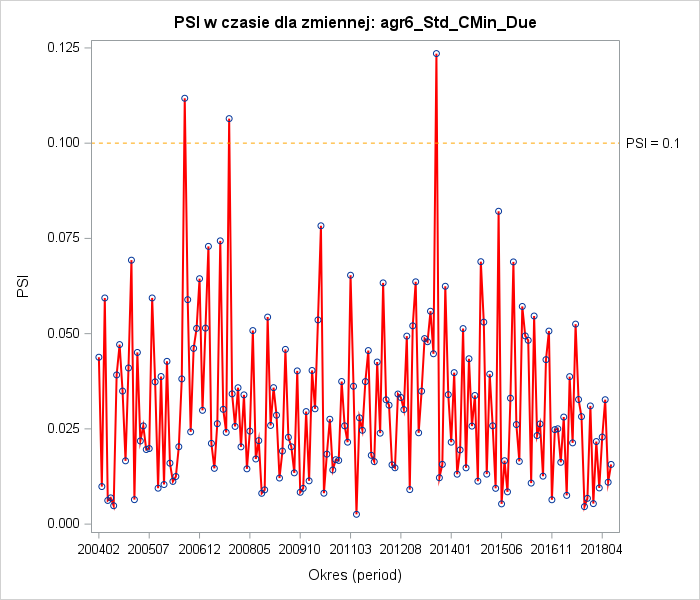 PSI w czasie dla zmiennej: agr6_Std_CMin_Due
0.125
0.100
PSI = 0.1
0.075
PSI
0.050
0.025
0.000
200402 200507 200612 200805 200910 201103 201208 201401 201506 201611 201804
Okres (period)